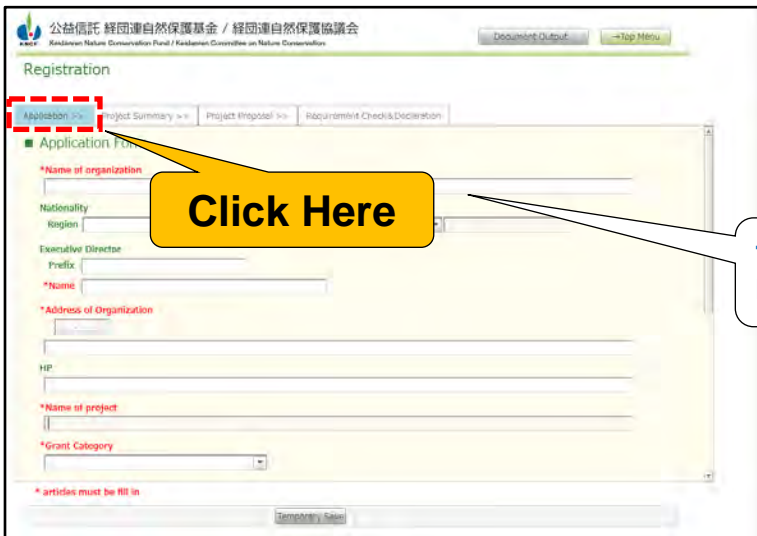 公益信託 経団連自然保護基金 / 経団連自然保護協議会
KNCF Keidanren Nature Conservation Fund / Keidanren Committee on Nature Conservation
Document Output
→Top Menu
Registration
Application >>
Project Summary >>
Project Proposal >>
Requirement Check&Declaration
■ Application Fo
*Name of organization
Click Here
Nationality
Region
Executive Director
Prefix
*Name
*Address of Organization
HP
*Name of project
*Grant Category
* articles must be fill in
Temporary Save